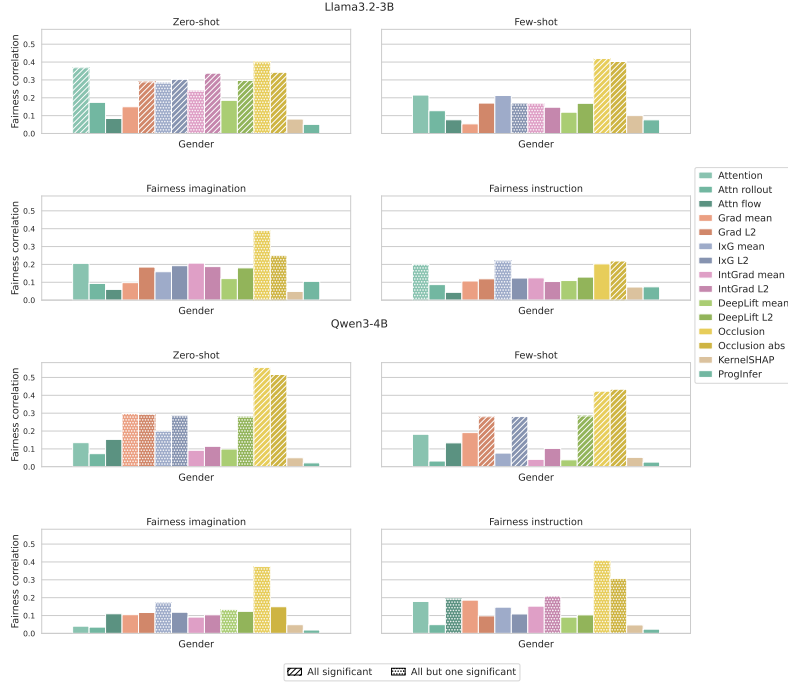 Llama3.2-3B
Zero-shot
Few-shot
Fairness correlation
0.5
0.4
0.3
0.2
0.1
0.0
Gender
Gender
Fairness imagination
Fairness instruction
Fairness correlation
0.5
0.4
0.3
0.2
0.1
0.0
Gender
Gender
Attention
Attn rollout
Attn flow
Grad mean
Grad L2
IxG mean
IxG L2
IntGrad mean
IntGrad L2
DeepLift mean
DeepLift L2
Occlusion
Occlusion abs
KernelSHAP
ProgInfer
Qwen3-4B
Zero-shot
Few-shot
Fairness correlation
0.5
0.4
0.3
0.2
0.1
0.0
Gender
Gender
Fairness imagination
Fairness instruction
Fairness correlation
0.5
0.4
0.3
0.2
0.1
0.0
Gender
Gender
All significant
All but one significant